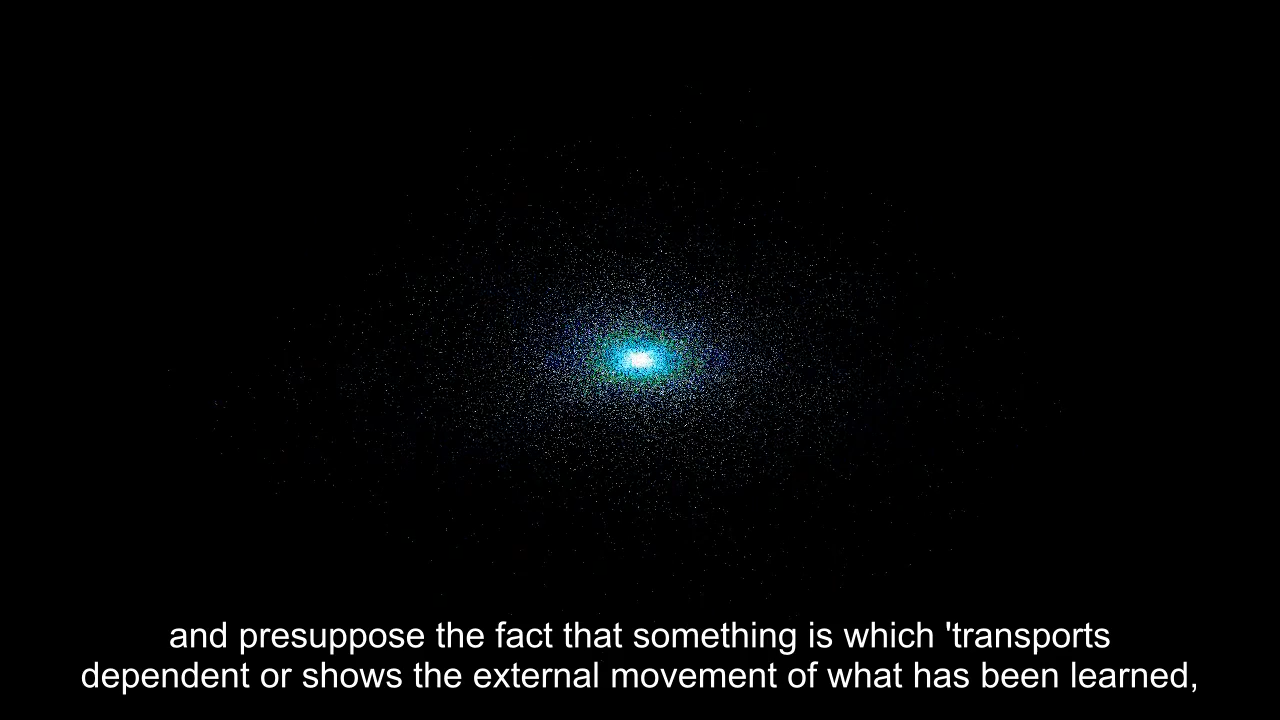 and presuppose the fact that something is which 'transports
dependent or shows the external movement of what has been learned,